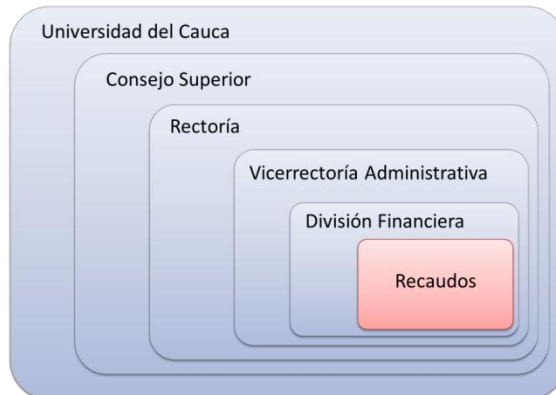 Universidad del Cauca
Consejo Superior
Rectoría
Vicerrectoría Administrativa
División Financiera
Recaudos